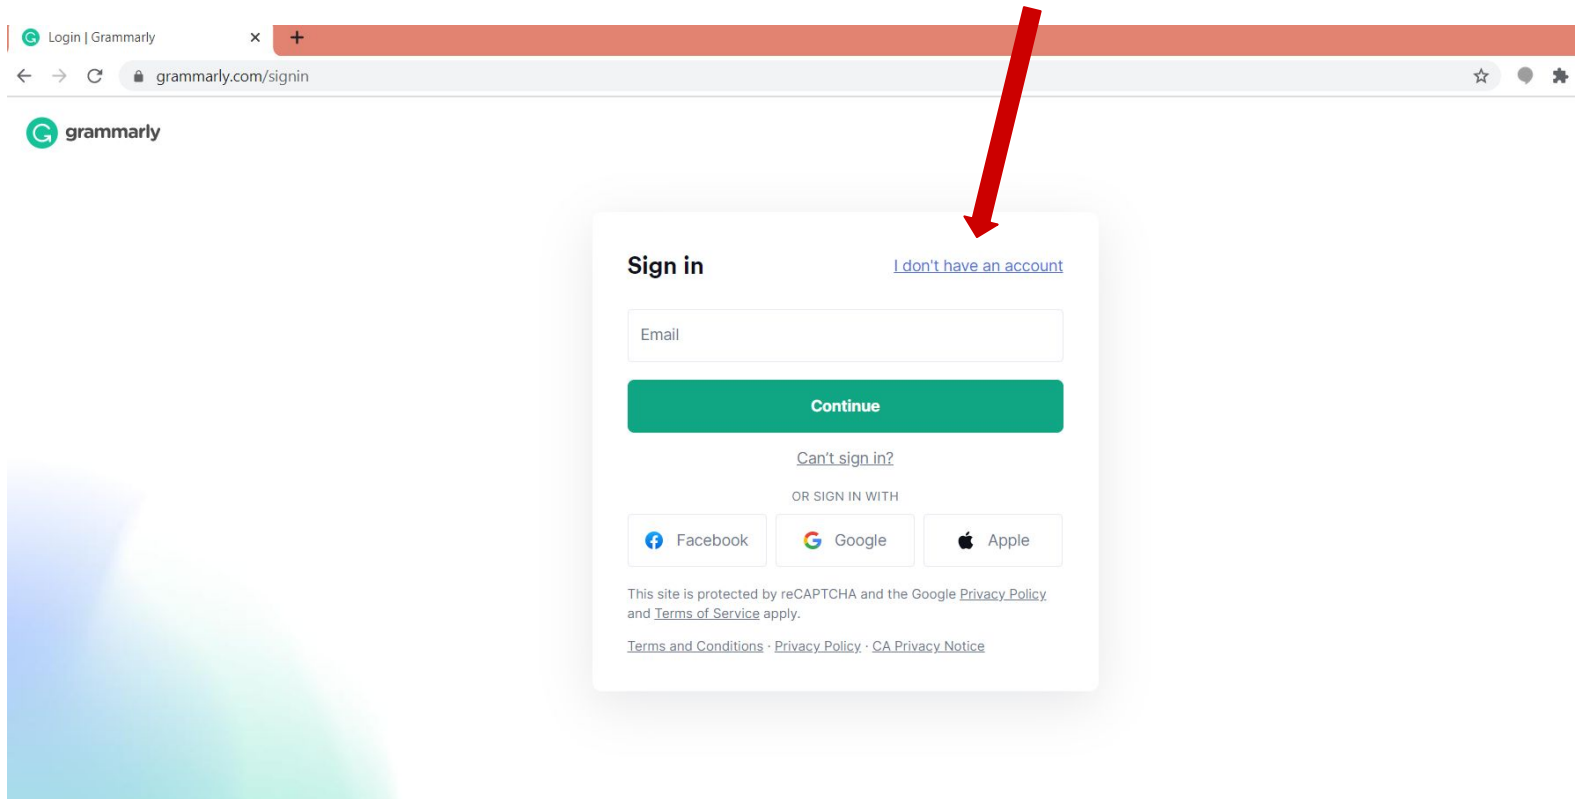 Login | Grammarly
grammarly.com/signin
grammarly
Sign in
I don't have an account
Email
Continue
Can't sign in?
OR SIGN IN WITH
Facebook
Google
Apple
This site is protected by reCAPTCHA and the Google Privacy Policy
and Terms of Service apply.
Terms and Conditions · Privacy Policy · CA Privacy Notice